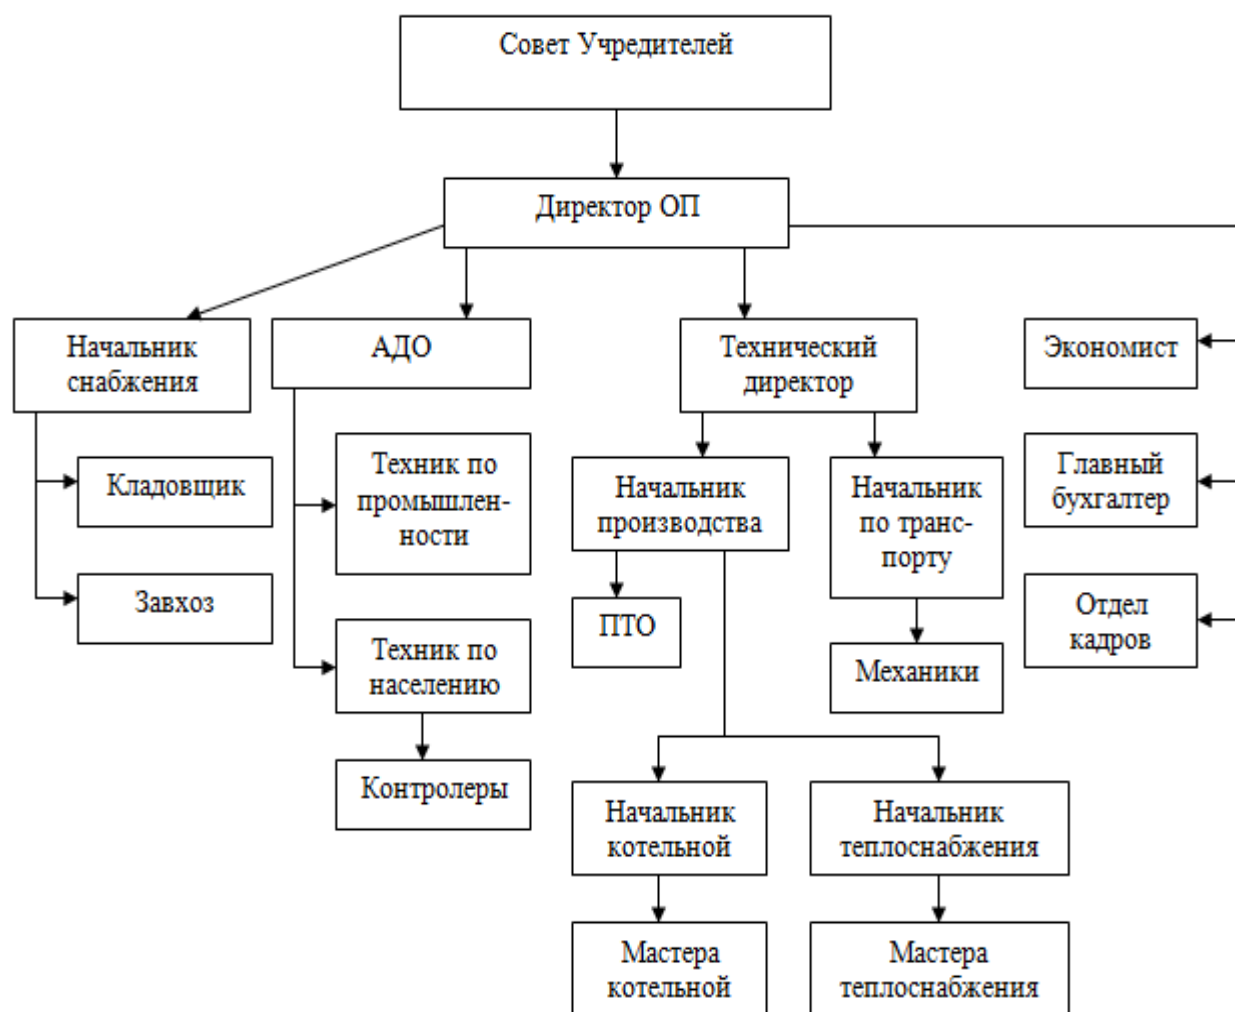 Совет Учредителей
Директор ОП
Начальник
снабжения
АДО
Технический
директор
Экономист
Кладовщик
Техник по
промышлен-
ности
Начальник
производства
Начальник
по транс-
порту
Главный
бухгалтер
Завхоз
Техник по
населению
ПТО
Механики
Отдел
кадров
Контролеры
Начальник
котельной
Начальник
теплоснабжения
Мастера
котельной
Мастера
теплоснабжения